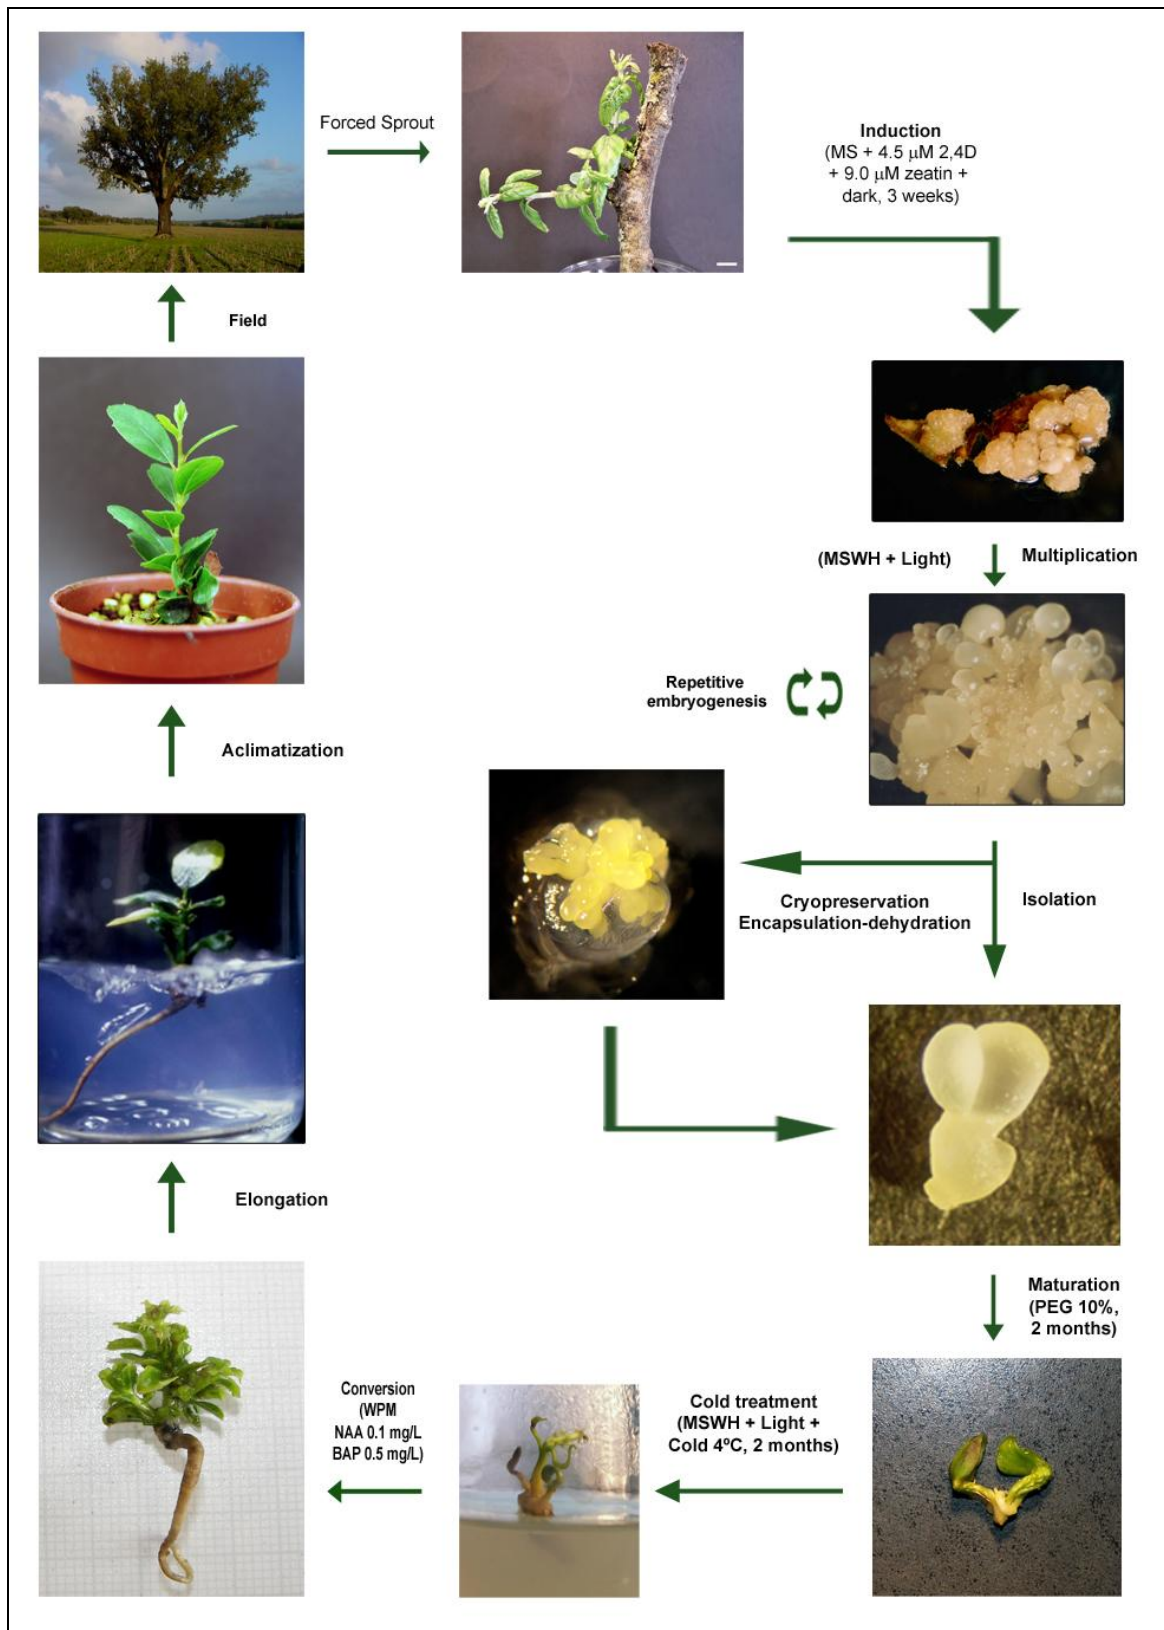 Forced Sprout
Induction
(MS + 4.5 μM 2,4D
+ 9.0 μM zeatin +
dark, 3 weeks)
Field
(MSWH + Light)
Multiplication
Repetitive
embryogenesis
Aclimatization
Cryopreservation
Encapsulation-dehydration
Isolation
Elongation
Maturation
(PEG 10%,
2 months)
Cold treatment
(MSWH + Light +
Cold 4ºC, 2 months)
Conversion
(WPM
NAA 0.1 mg/L
BAP 0.5 mg/L)